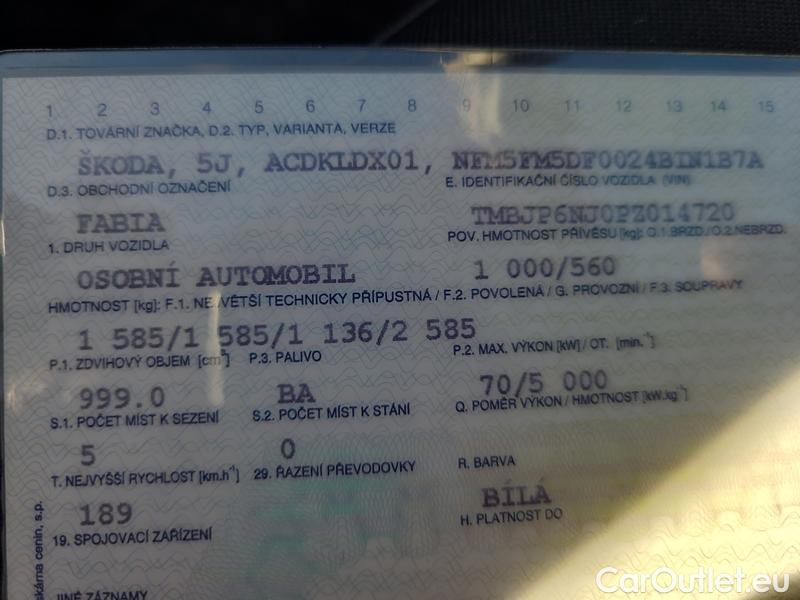 1 2 3 4 5 6 7 8 9 10 11 12 13 14 15
D.1. TOVÁRNÍ ZNAČKA, D.2. TYP, VARIANTA, VERZE
ŠKODA, 5J, ACDKLDX01, NFM5FM5DF0024BIN1B7A
D.3. OBCHODNÍ OZNAČENÍ E. IDENTIFIKAČNÍ ČÍSLO VOZIDLA (VIN)
FABIA TMBJP6NJ0PZ014720
1. DRUH VOZIDLA POV. HMOTNOST PŘÍVĚSU [kg]: O.1 BRZD./O.2 NEBRZD.
OSOBNÍ AUTOMOBIL 1 000/560
HMOTNOST [kg]: F.1. NEJVĚTŠÍ TECHNICKY PŘÍPUSTNÁ / F.2. POVOLENÁ / G. PROVOZNÍ / F.3. SOUPRAVY
1 585/1 585/1 136/2 585
P.1. ZDVIHOVÝ OBJEM [cm³] P.3. PALIVO P.2. MAX. VÝKON [kW] / OT. [min.⁻¹]
999.0 BA 70/5 000
S.1. POČET MÍST K SEZENÍ S.2. POČET MÍST K STÁNÍ Q. POMĚR VÝKON / HMOTNOST [kW.kg⁻¹]
5 0
T. NEJVYŠŠÍ RYCHLOST [km.h⁻¹] 29. ŘAZENÍ PŘEVODOVKY R. BARVA
189 BÍLÁ
19. SPOJOVACÍ ZAŘÍZENÍ H. PLATNOST DO
JINÉ ZÁZNAMY
skárna cenin, s.p.
CarOutlet.eu